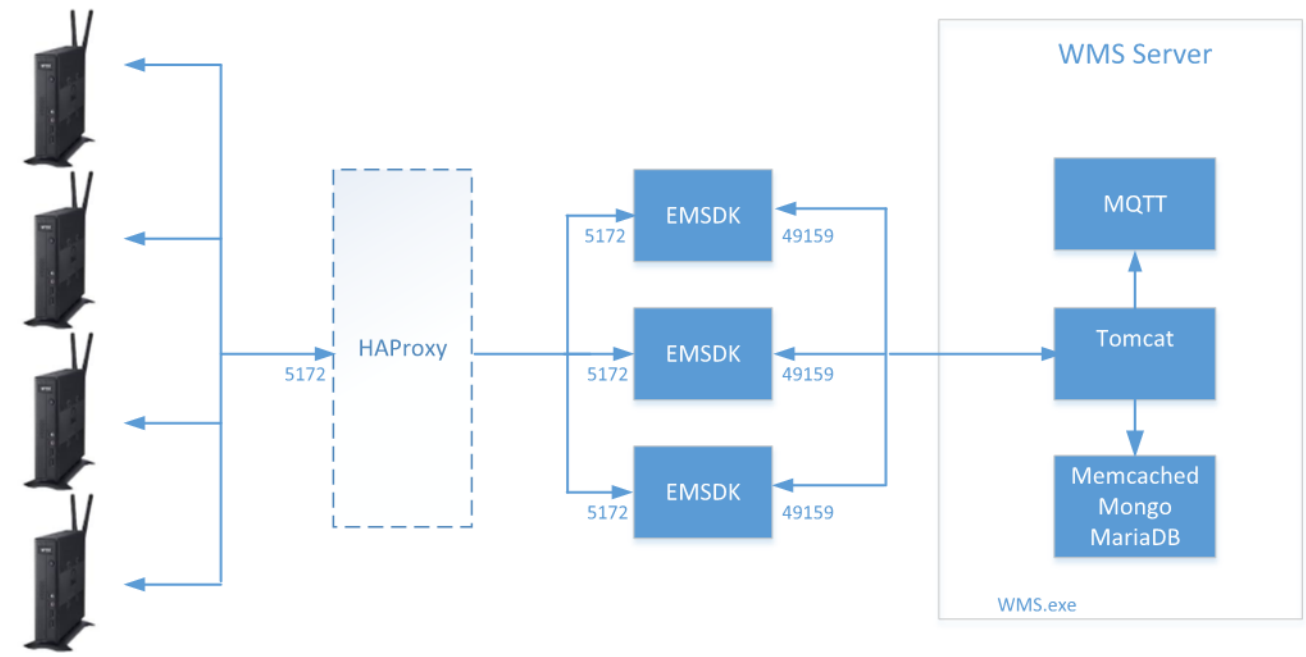 WMS Server
EMSDK
5172
49159
MQTT
HAProxy
5172
EMSDK
5172
49159
Tomcat
EMSDK
5172
49159
Memcached
Mongo
MariaDB
WMS.exe